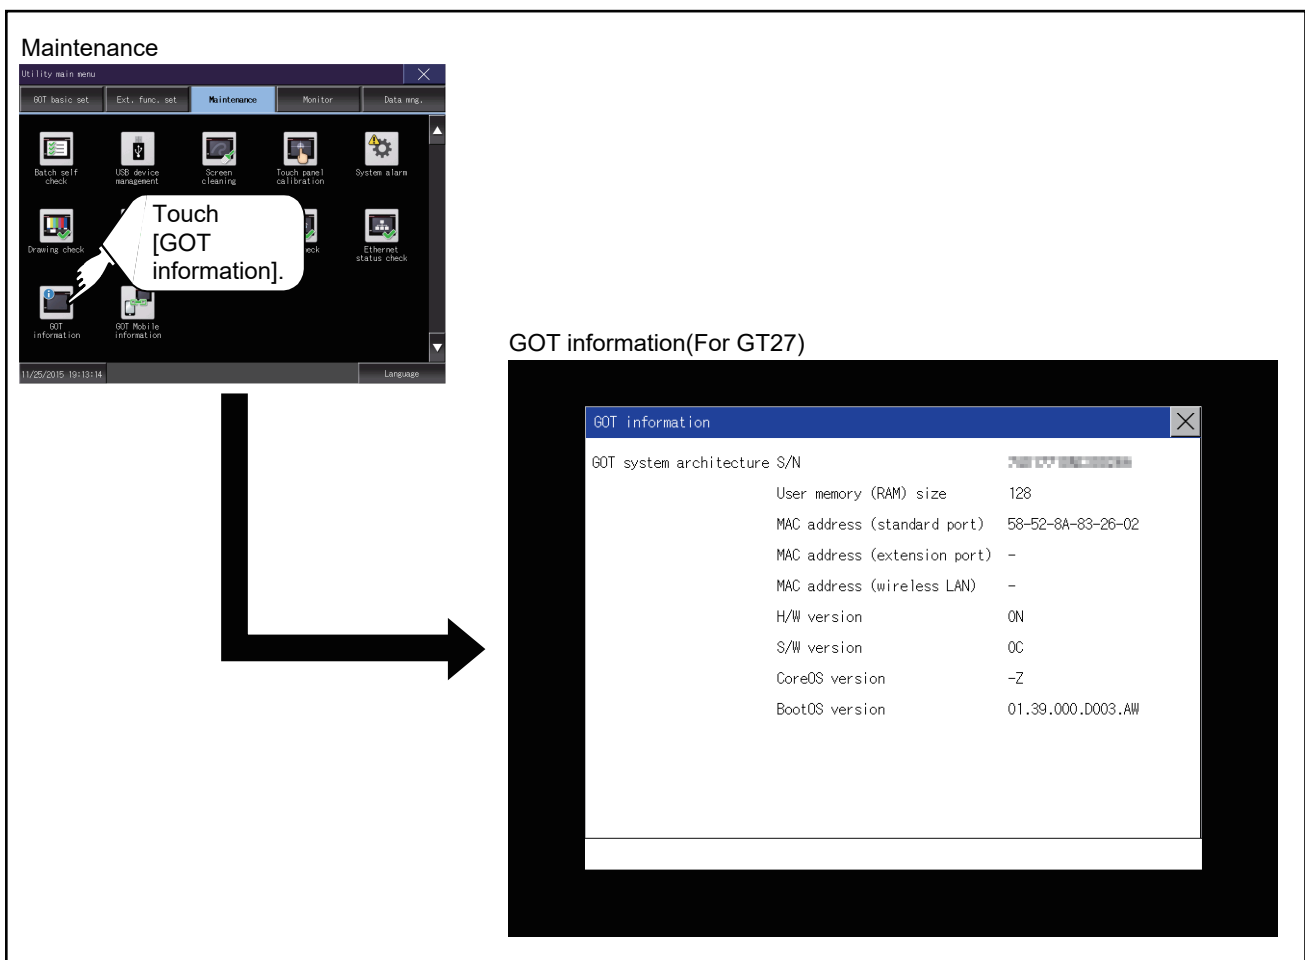 Maintenance
Utility main menu
GOT basic set Ext. func. set Maintenance Monitor Data mng.
Batch self check
USB device management
Screen cleaning
Touch panel calibration
System alarm
Drawing check
Touch
[GOT
information].
Ethernet status check
GOT information
GOT Mobile information
11/25/2015 19:13:14 Language
GOT information(For GT27)
GOT information
GOT system architecture S/N
User memory (RAM) size 128
MAC address (standard port) 58-52-8A-83-26-02
MAC address (extension port) -
MAC address (wireless LAN) -
H/W version 0N
S/W version 0C
CoreOS version -Z
BootOS version 01.39.000.D003.AW